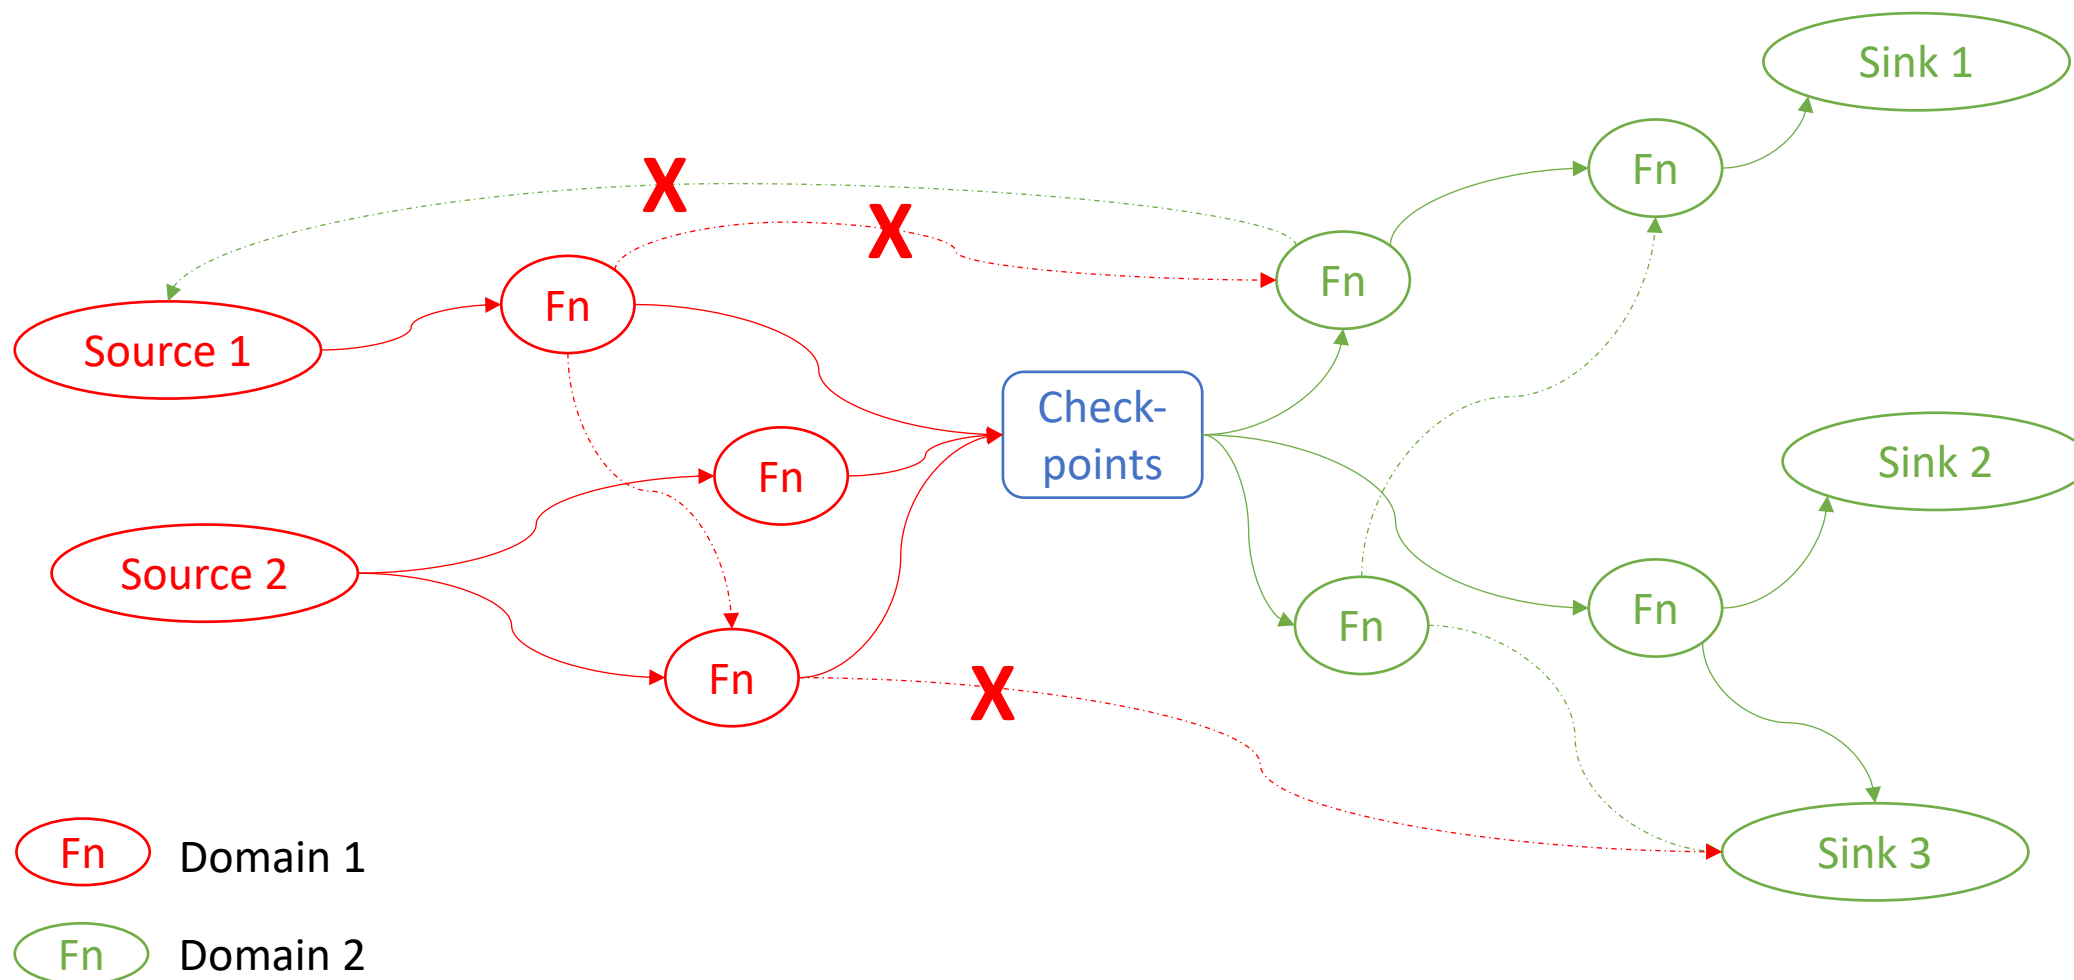 Sink 1
Fn
X
X
Fn
Fn
Source 1
Check-
points
Sink 2
Fn
Source 2
Fn
Fn
Fn
X
Sink 3
Fn Domain 1
Fn Domain 2